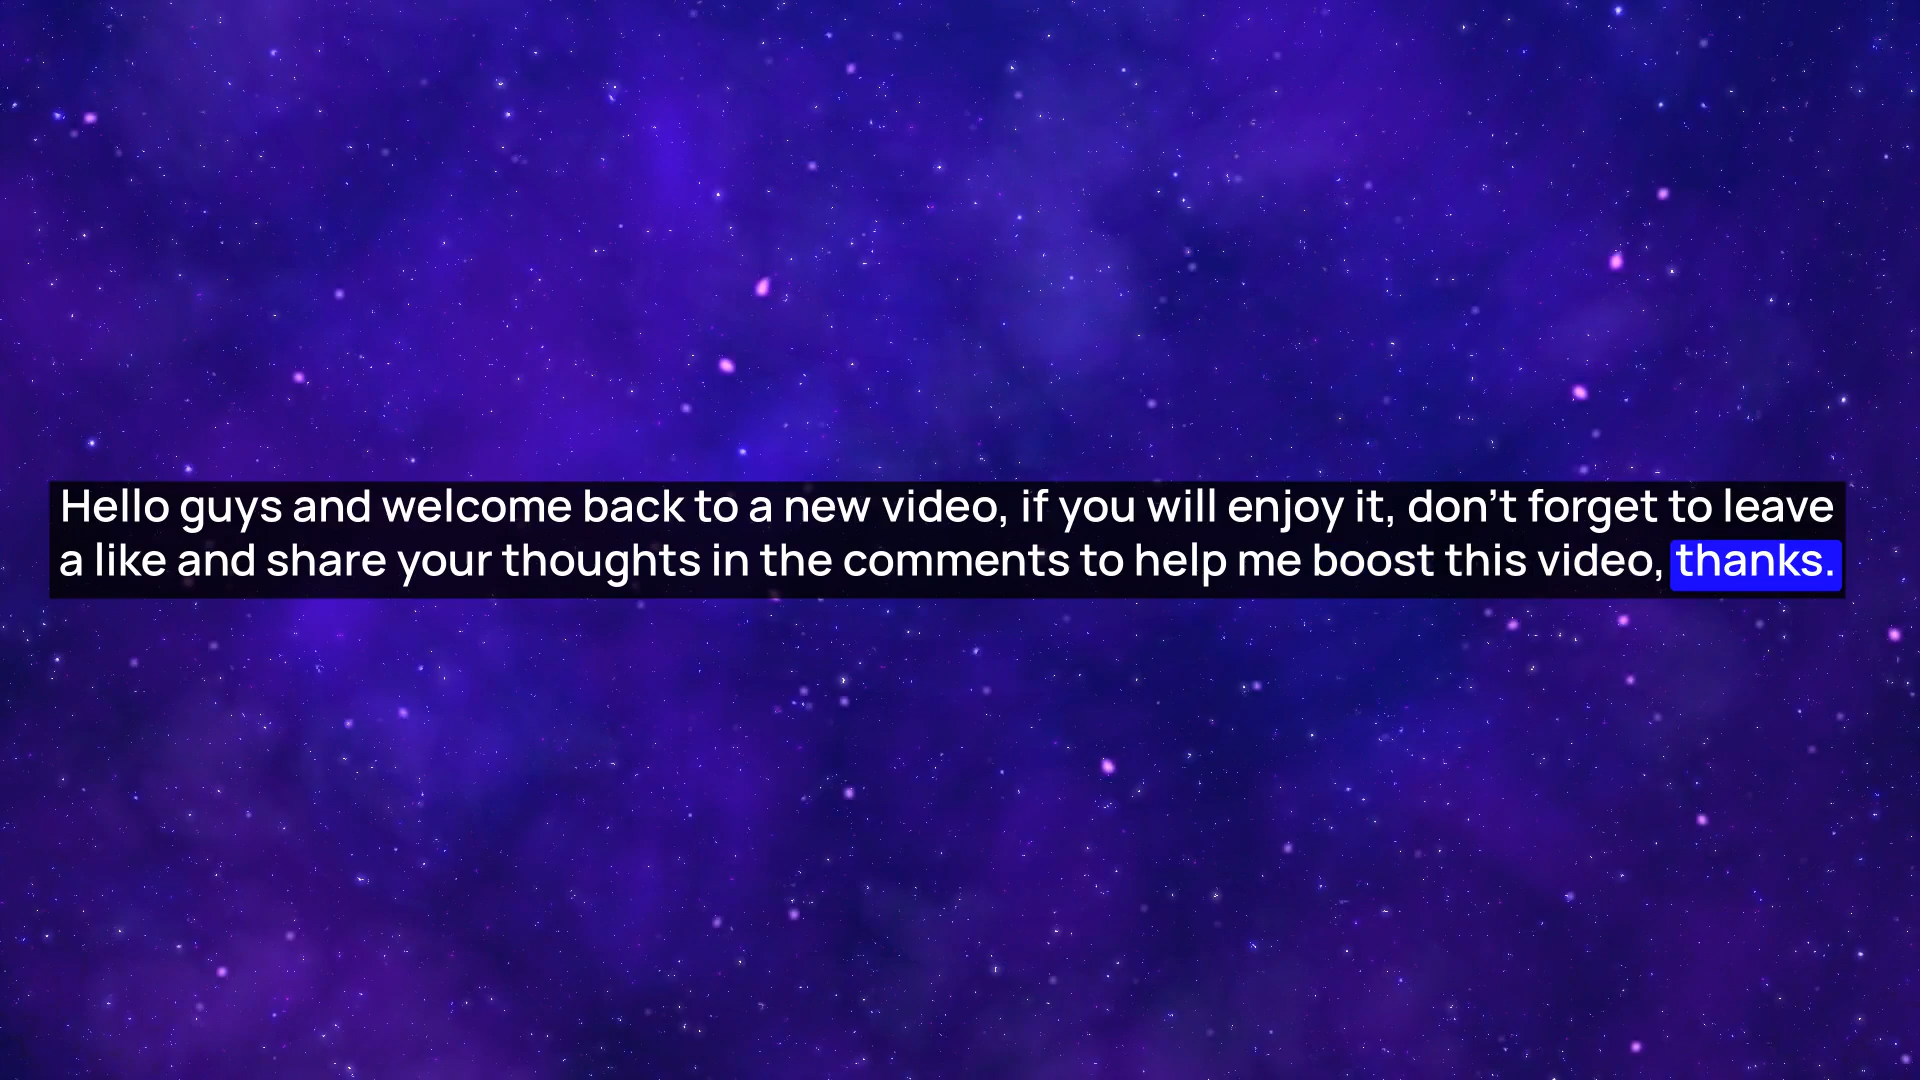 Hello guys and welcome back to a new video, if you will enjoy it, don’t forget to leave
a like and share your thoughts in the comments to help me boost this video, thanks.